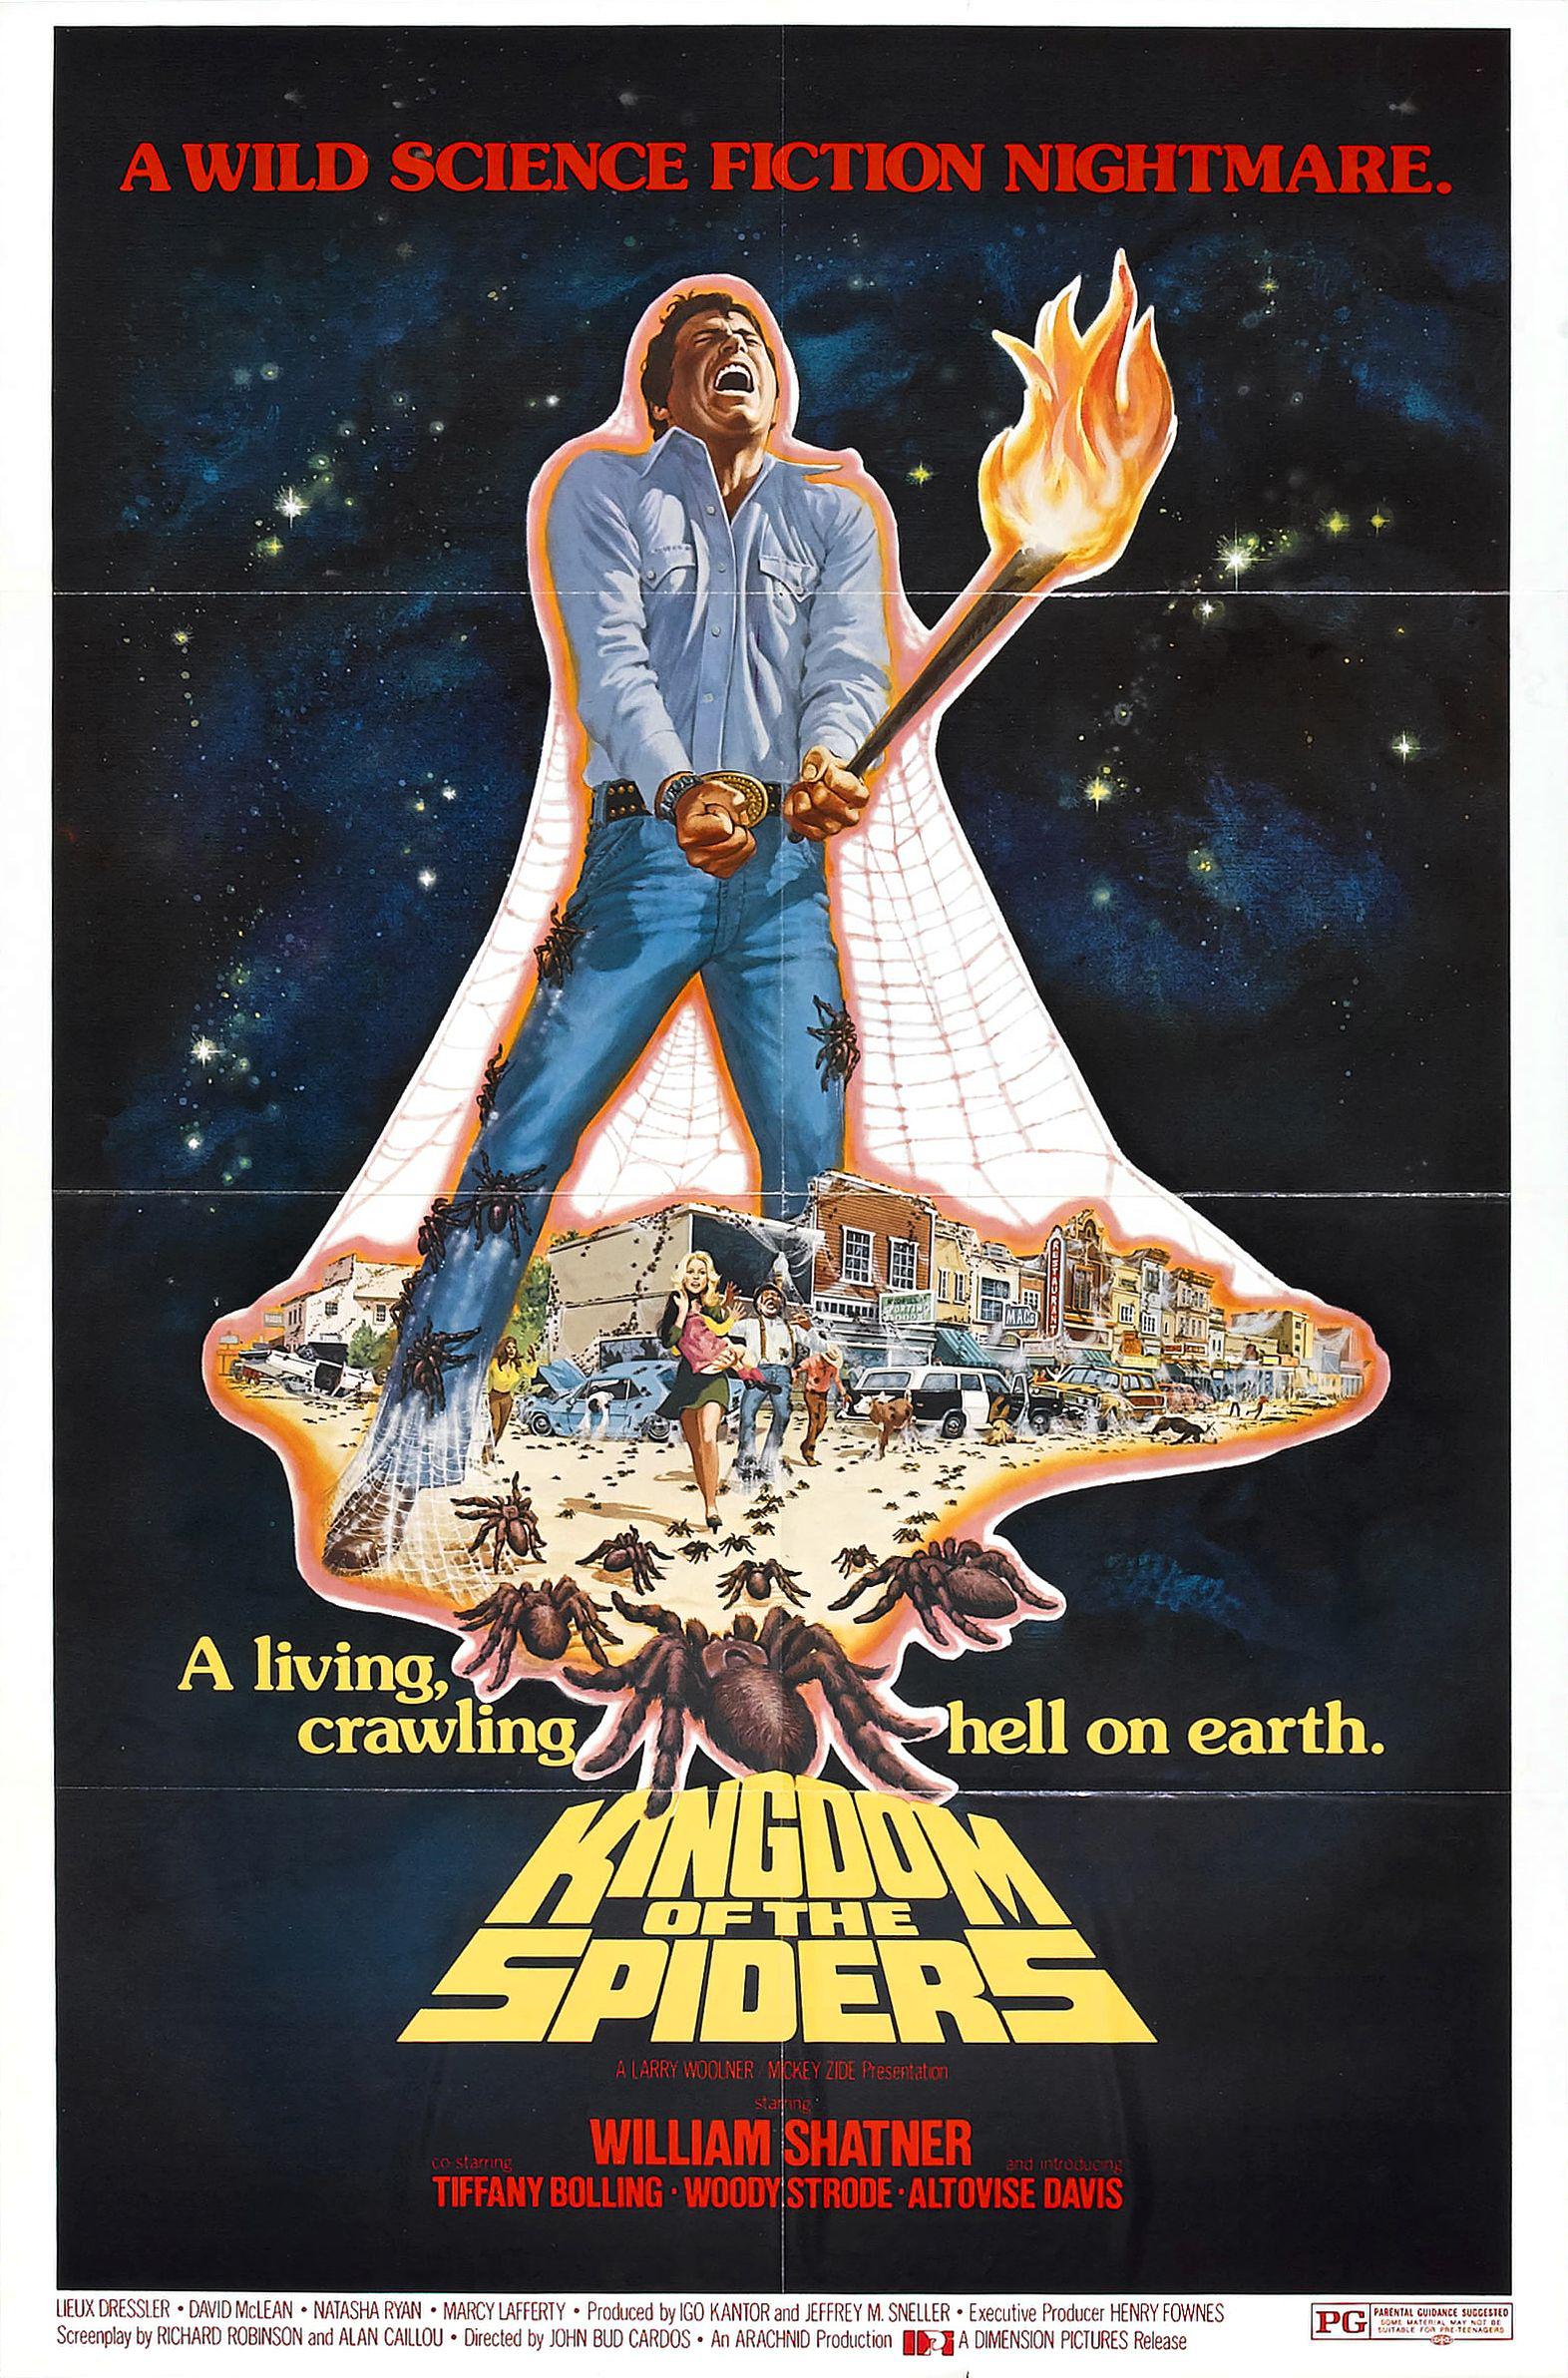 A WILD SCIENCE FICTION NIGHTMARE.
RESTAURANT
SPORTING
GOODS
MACS
A living,
crawling
hell on earth.
KINGDOM
OF THE
SPIDERS
A LARRY WOOLNER / MICKEY ZIDE Presentation
starring
WILLIAM SHATNER
co-starring
and introducing
TIFFANY BOLLING · WOODY STRODE · ALTOVISE DAVIS
LIEUX DRESSLER • DAVID McLEAN • NATASHA RYAN • MARCY LAFFERTY • Produced by IGO KANTOR and JEFFREY M. SNELLER • Executive Producer HENRY FOWNES
Screenplay by RICHARD ROBINSON and ALAN CAILLOU • Directed by JOHN BUD CARDOS • An ARACHNID Production
A DIMENSION PICTURES Release
PG
PARENTAL GUIDANCE SUGGESTED
SOME MATERIAL MAY NOT BE
SUITABLE FOR PRE-TEENAGERS